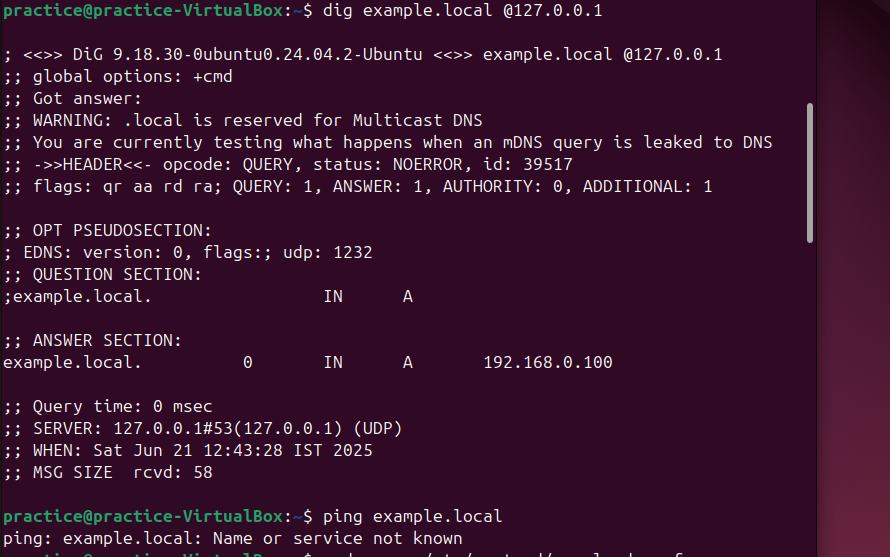 practice@practice-VirtualBox:~$ dig example.local @127.0.0.1
; <<>> DiG 9.18.30-0ubuntu0.24.04.2-Ubuntu <<>> example.local @127.0.0.1
;; global options: +cmd
;; Got answer:
;; WARNING: .local is reserved for Multicast DNS
;; You are currently testing what happens when an mDNS query is leaked to DNS
;; ->>HEADER<<- opcode: QUERY, status: NOERROR, id: 39517
;; flags: qr aa rd ra; QUERY: 1, ANSWER: 1, AUTHORITY: 0, ADDITIONAL: 1
;; OPT PSEUDOSECTION:
; EDNS: version: 0, flags:; udp: 1232
;; QUESTION SECTION:
;example.local. IN A
;; ANSWER SECTION:
example.local. 0 IN A 192.168.0.100
;; Query time: 0 msec
;; SERVER: 127.0.0.1#53(127.0.0.1) (UDP)
;; WHEN: Sat Jun 21 12:43:28 IST 2025
;; MSG SIZE rcvd: 58
practice@practice-VirtualBox:~$ ping example.local
ping: example.local: Name or service not known